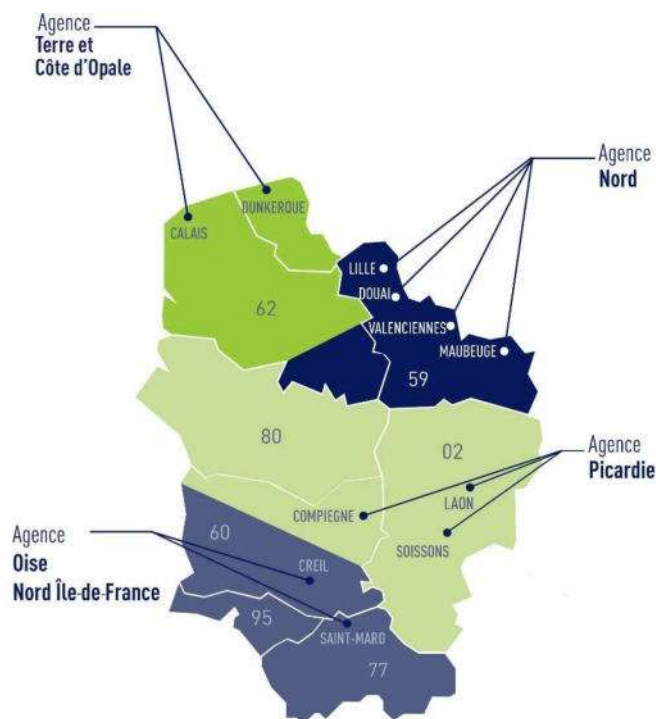 Agence
Terre et
Côte d'Opale
Agence
Nord
DUNKERQUE
CALAIS
LILLE
DOUAI
62
VALENCIENNES
MAUBEUGE
59
80
02
Agence
Picardie
LAON
COMPIEGNE
60
SOISSONS
Agence
Oise
Nord Île-de-France
CREIL
95
SAINT-MARD
77